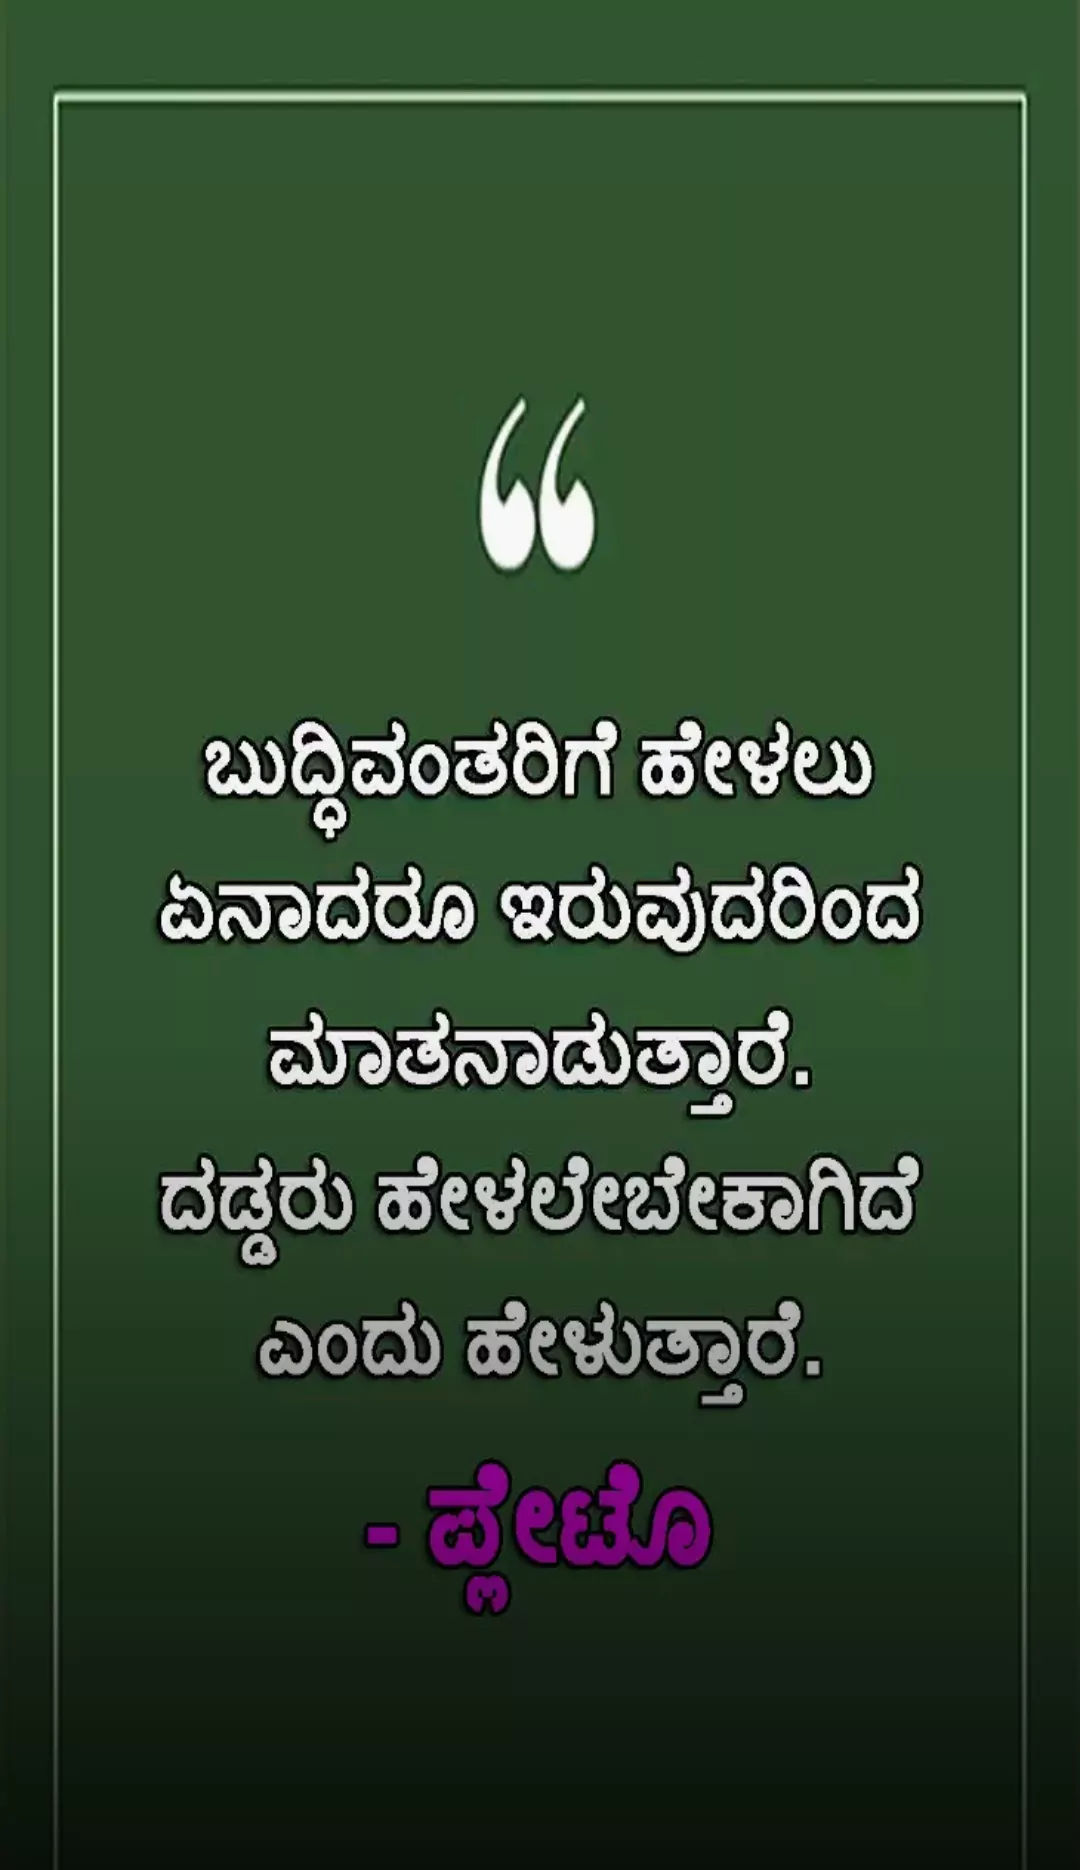 “
ಬುದ್ಧಿವಂತರಿಗೆ ಹೇಳಲು
ಏನಾದರೂ ಇರುವುದರಿಂದ
ಮಾತನಾಡುತ್ತಾರೆ.
ದಡ್ಡರು ಹೇಳಲೇಬೇಕಾಗಿದೆ
ಎಂದು ಹೇಳುತ್ತಾರೆ.
- ಪ್ಲೇಟೊ